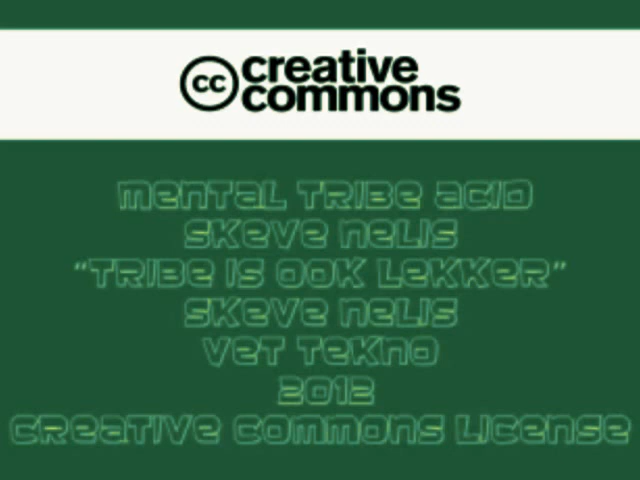 cc creative
commons
MENTAL TRIBE ACID
SKEVE NELIS
"TRIBE IS OOK LEKKER"
SKEVE NELIS
VET TEKNO
2012
CREATIVE COMMONS LICENSE